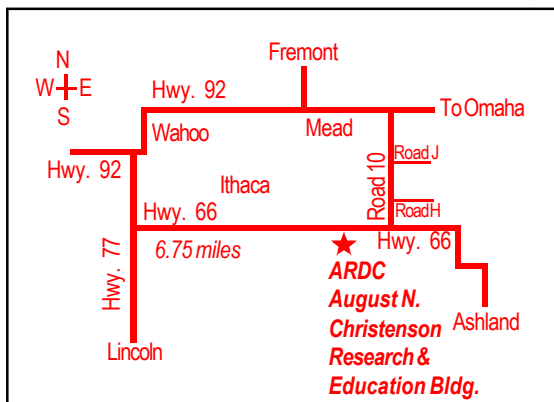 N
W E
S
Fremont
Hwy. 92
To Omaha
Wahoo
Mead
Hwy. 92
Road J
Ithaca
Road 10
Road H
Hwy. 66
Hwy. 66
6.75 miles
Hwy. 77
Lincoln
Ashland
ARDC
August N.
Christenson
Research &
Education Bldg.